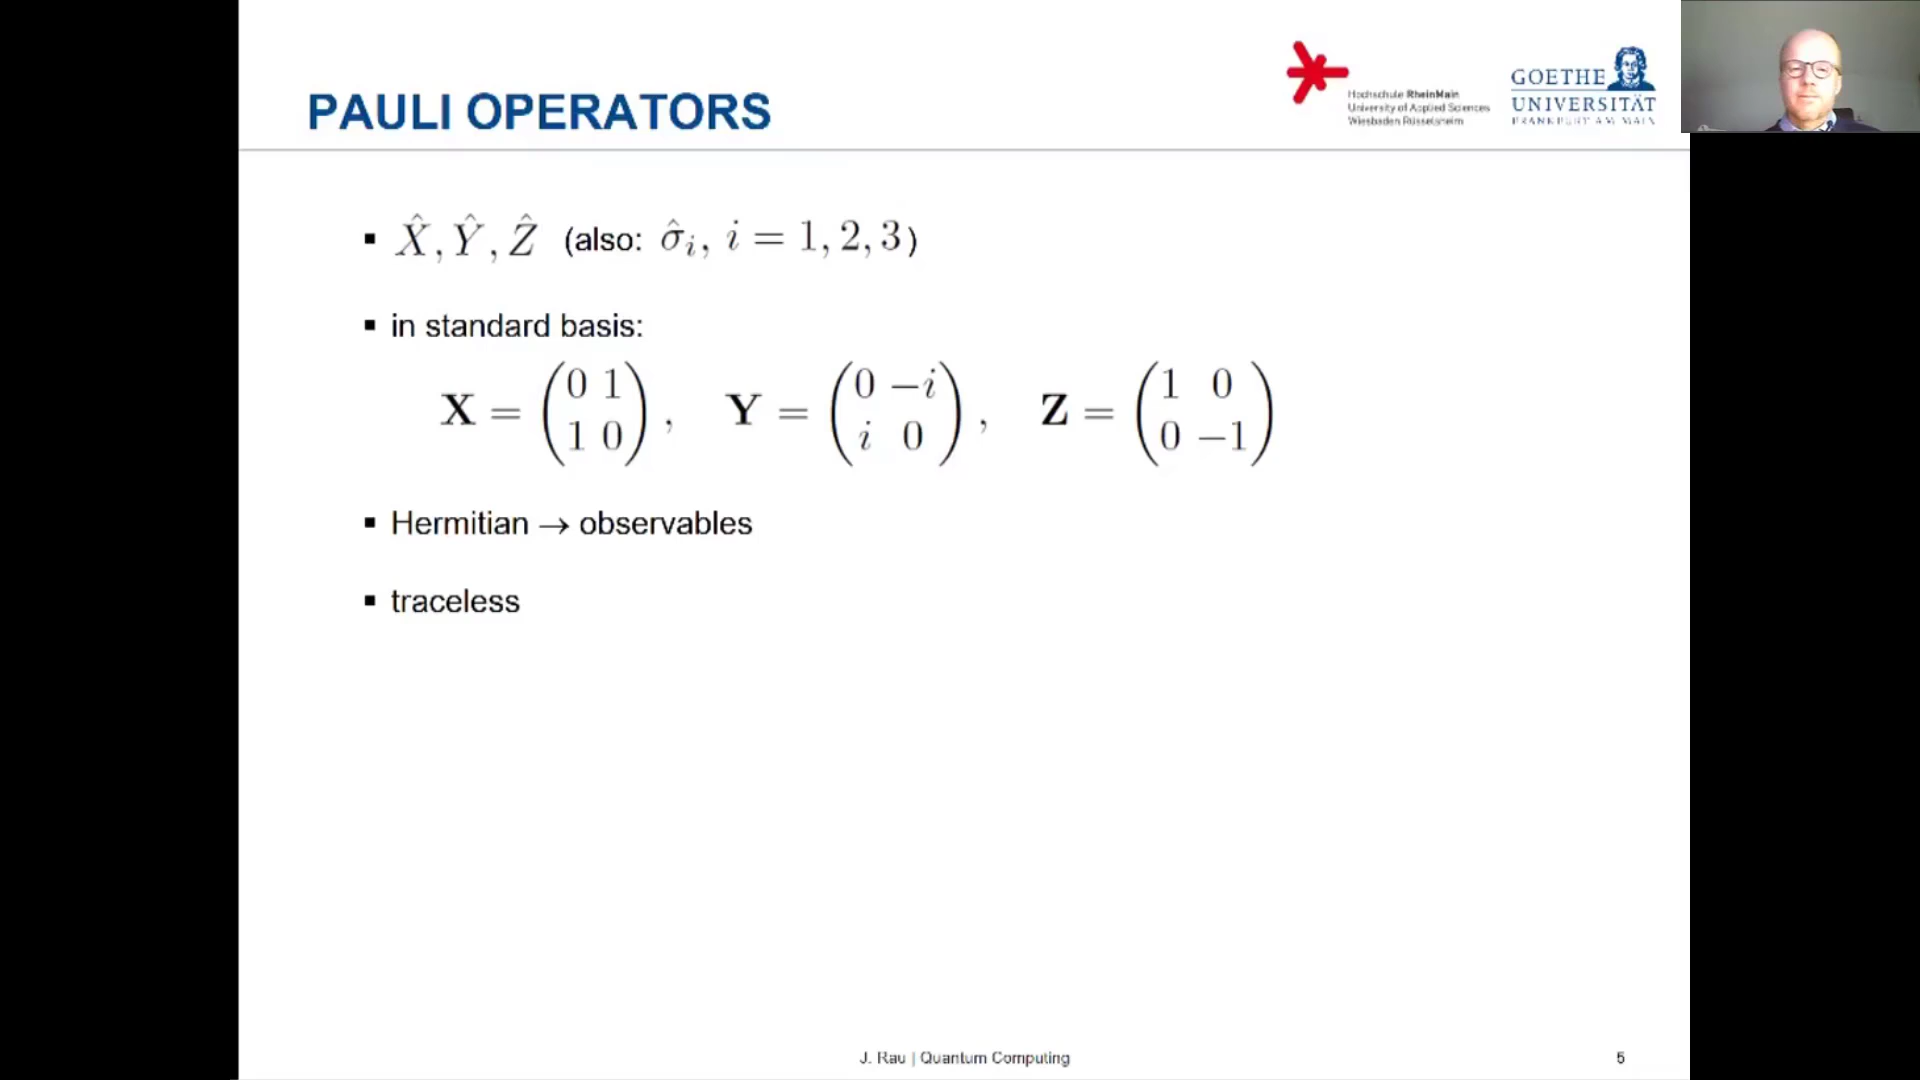 PAULI OPERATORS
Hochschule RheinMain
University of Applied Sciences
Wiesbaden Rüsselsheim
GOETHE
UNIVERSITÄT
FRANKFURT AM MAIN
▪ X̂, Ŷ, Ẑ (also: σ̂ᵢ, i = 1, 2, 3)
▪ in standard basis:
X = (0 1; 1 0), Y = (0 −i; i 0), Z = (1 0; 0 −1)
▪ Hermitian → observables
▪ traceless
J. Rau | Quantum Computing
5